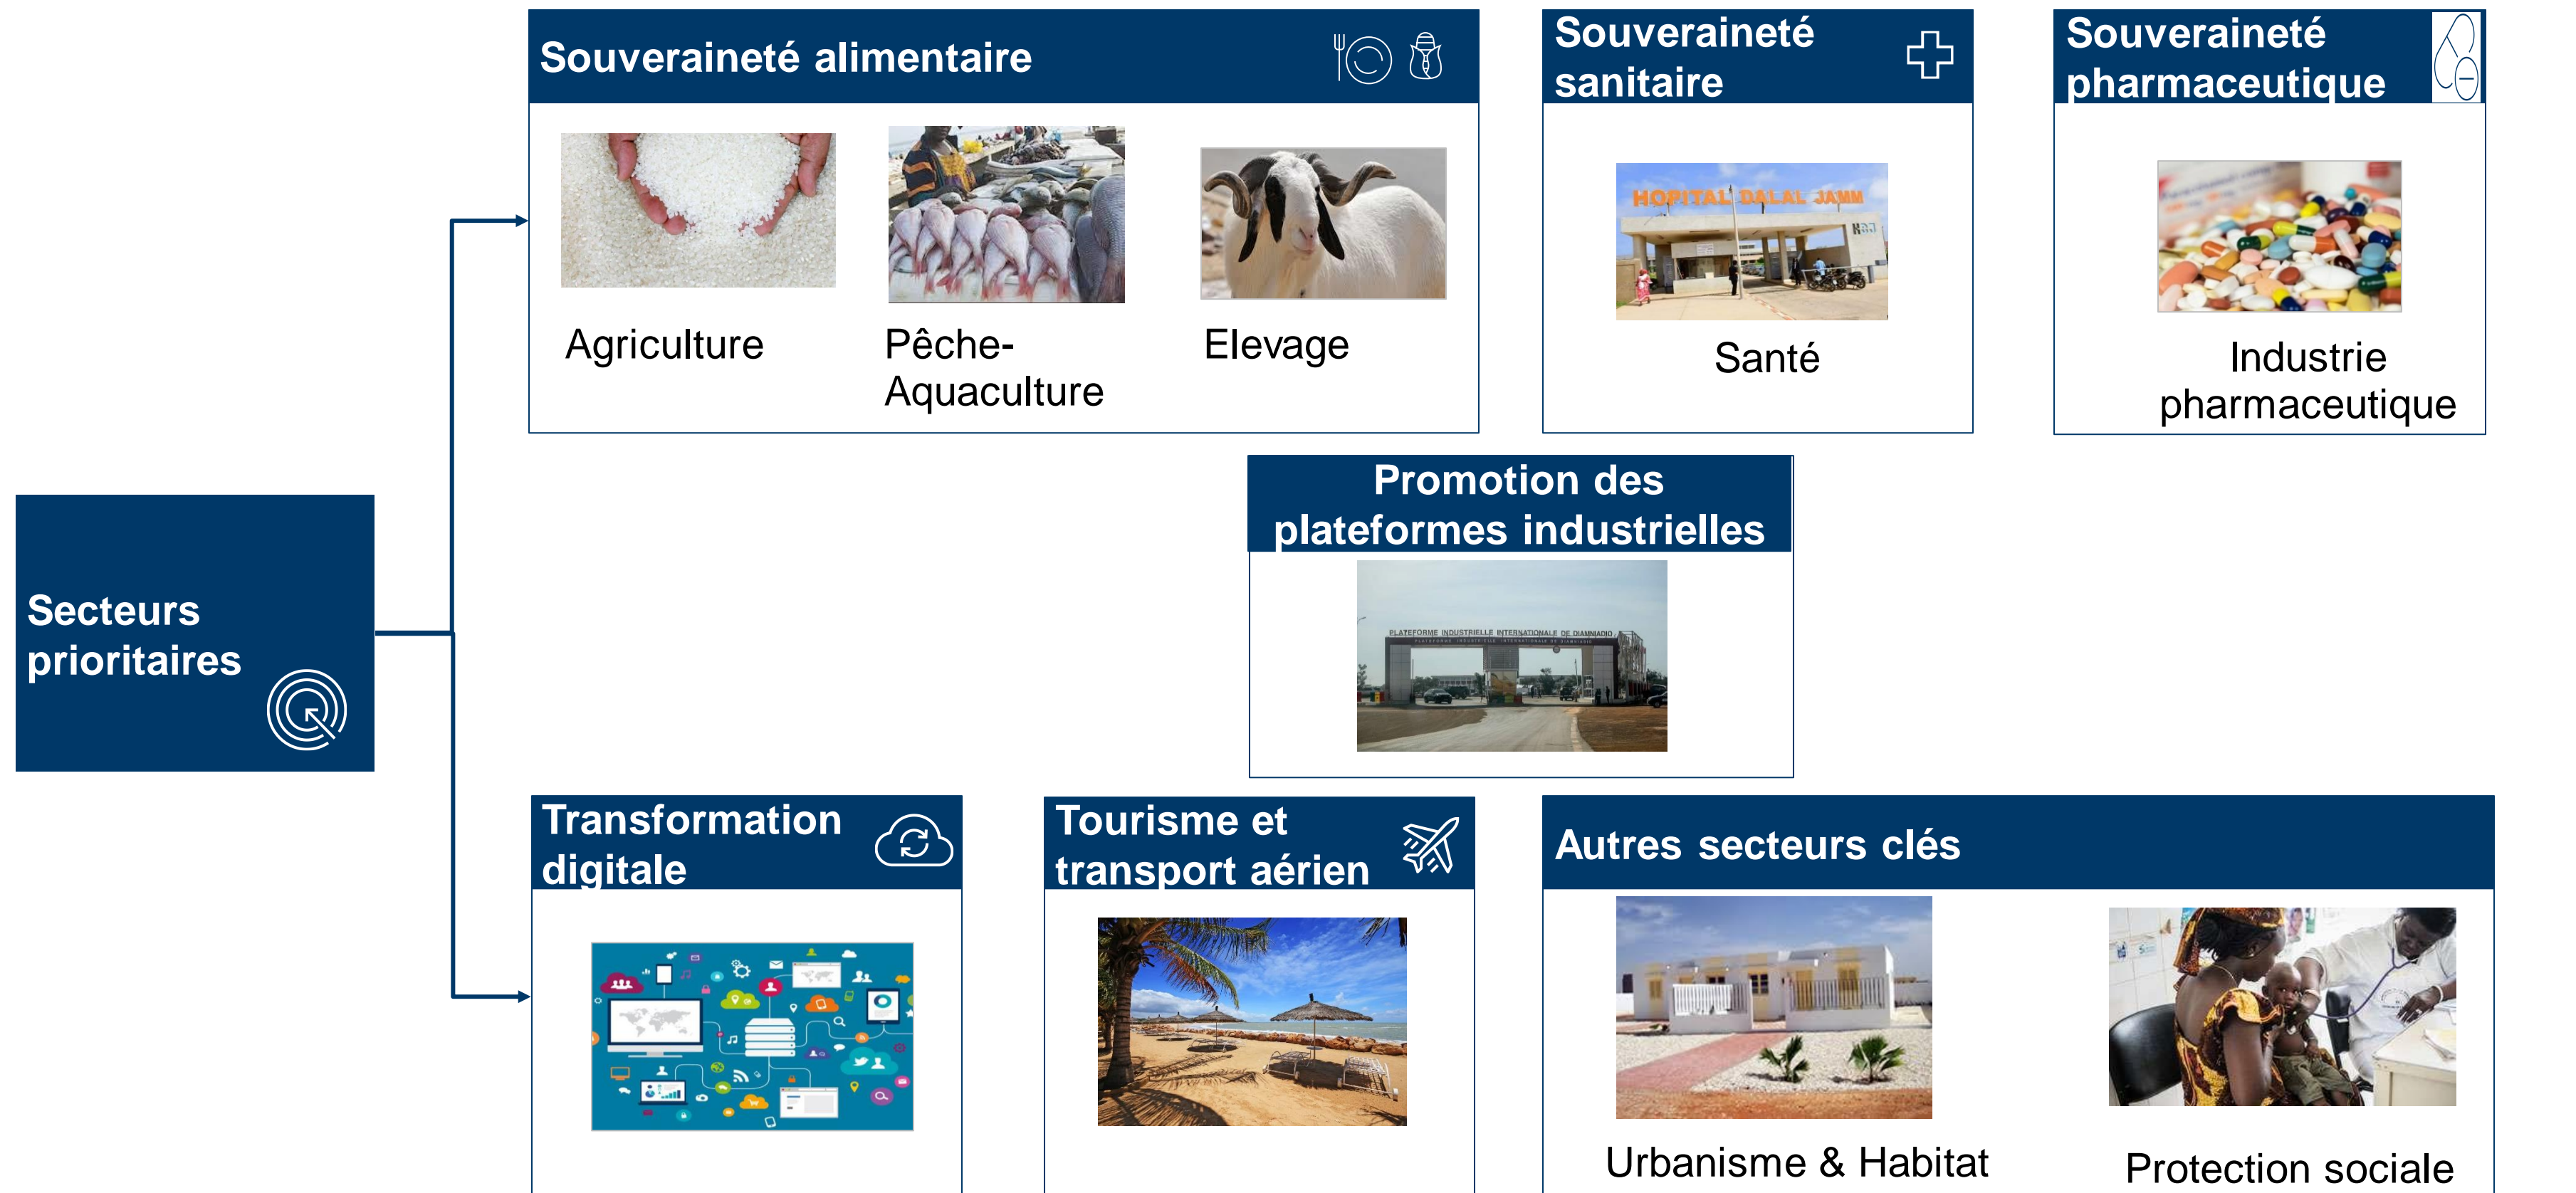 Souveraineté alimentaire
Souveraineté
sanitaire
Souveraineté
pharmaceutique
HOPITAL DALAL JAMM
HDJ
Agriculture
Pêche-
Aquaculture
Elevage
Santé
Industrie
pharmaceutique
Secteurs
prioritaires
Promotion des
plateformes industrielles
PLATEFORME INDUSTRIELLE INTERNATIONALE DE DIAMNIADIO
Transformation
digitale
Tourisme et
transport aérien
Autres secteurs clés
Urbanisme & Habitat
Protection sociale